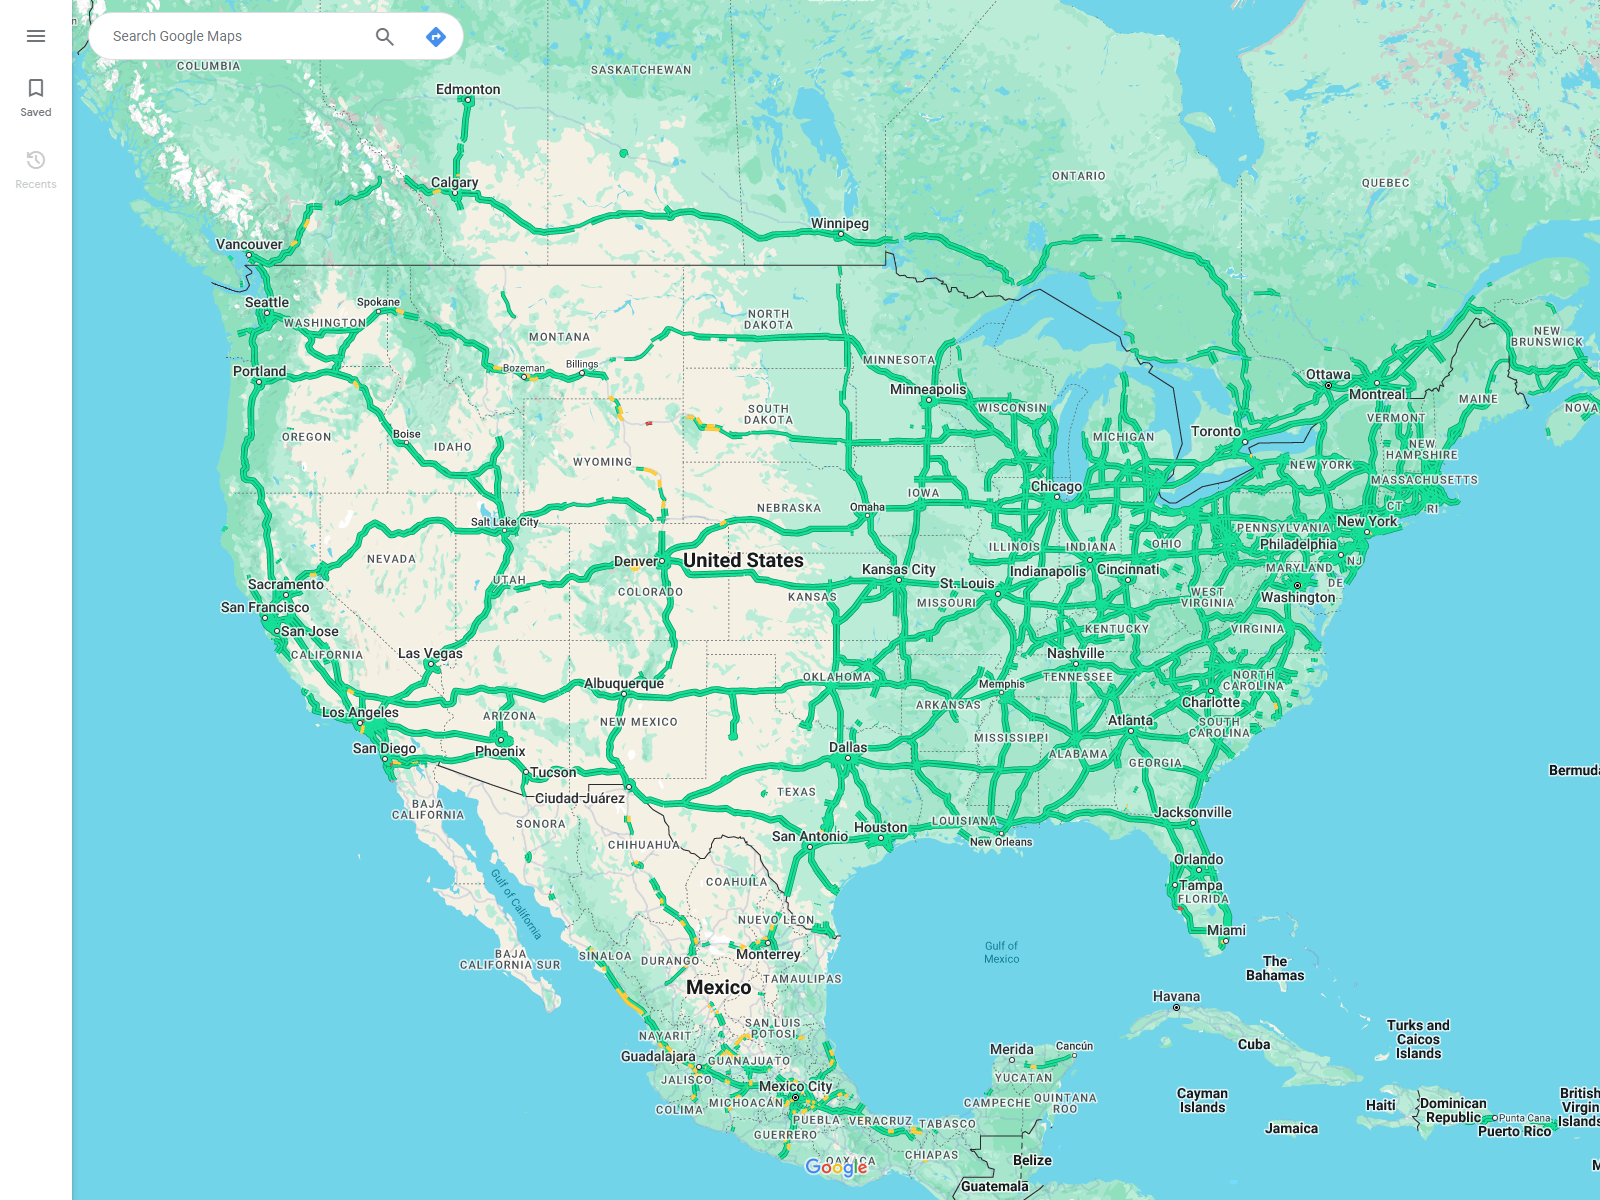 Search Google Maps
Saved
Recents
COLUMBIA
SASKATCHEWAN
Edmonton
ONTARIO
QUEBEC
Calgary
Winnipeg
Vancouver
Seattle
Spokane
WASHINGTON
MONTANA
NORTH
DAKOTA
NEW
BRUNSWICK
Portland
Bozeman
Billings
MINNESOTA
Minneapolis
Ottawa
Montreal
MAINE
NOVA
SOUTH
DAKOTA
WISCONSIN
VERMONT
OREGON
Boise
IDAHO
MICHIGAN
Toronto
NEW
HAMPSHIRE
WYOMING
NEW YORK
MASSACHUSETTS
Chicago
IOWA
NEBRASKA
Omaha
CT
RI
Salt Lake City
New York
PENNSYLVANIA
NEVADA
Denver
United States
ILLINOIS
INDIANA
OHIO
Philadelphia
NJ
UTAH
COLORADO
Kansas City
St. Louis
Indianapolis
Cincinnati
MARYLAND
DE
Sacramento
KANSAS
MISSOURI
WEST
VIRGINIA
Washington
San Francisco
San Jose
KENTUCKY
VIRGINIA
CALIFORNIA
Las Vegas
Nashville
Albuquerque
OKLAHOMA
Memphis
TENNESSEE
NORTH
CAROLINA
Los Angeles
ARIZONA
NEW MEXICO
ARKANSAS
Charlotte
Atlanta
SOUTH
CAROLINA
San Diego
Phoenix
Dallas
MISSISSIPPI
ALABAMA
GEORGIA
Tucson
Bermuda
Ciudad Juárez
TEXAS
BAJA
CALIFORNIA
SONORA
Jacksonville
LOUISIANA
Houston
San Antonio
New Orleans
CHIHUAHUA
Orlando
COAHUILA
Tampa
FLORIDA
Gulf of California
NUEVO LEON
Miami
Gulf of
Mexico
SINALOA
DURANGO
Monterrey
BAJA
CALIFORNIA SUR
The
Bahamas
Mexico
TAMAULIPAS
Havana
NAYARIT
SAN LUIS
POTOSI
Turks and
Caicos
Islands
Cuba
Guadalajara
GUANAJUATO
Merida
Cancún
JALISCO
Mexico City
YUCATAN
COLIMA
MICHOACÁN
CAMPECHE
QUINTANA
ROO
Cayman
Islands
Haiti
Dominican
Republic
Punta Cana
British
Virgin
Islands
PUEBLA
VERACRUZ
TABASCO
Jamaica
Puerto Rico
GUERRERO
OAXACA
Google
CHIAPAS
Belize
Guatemala